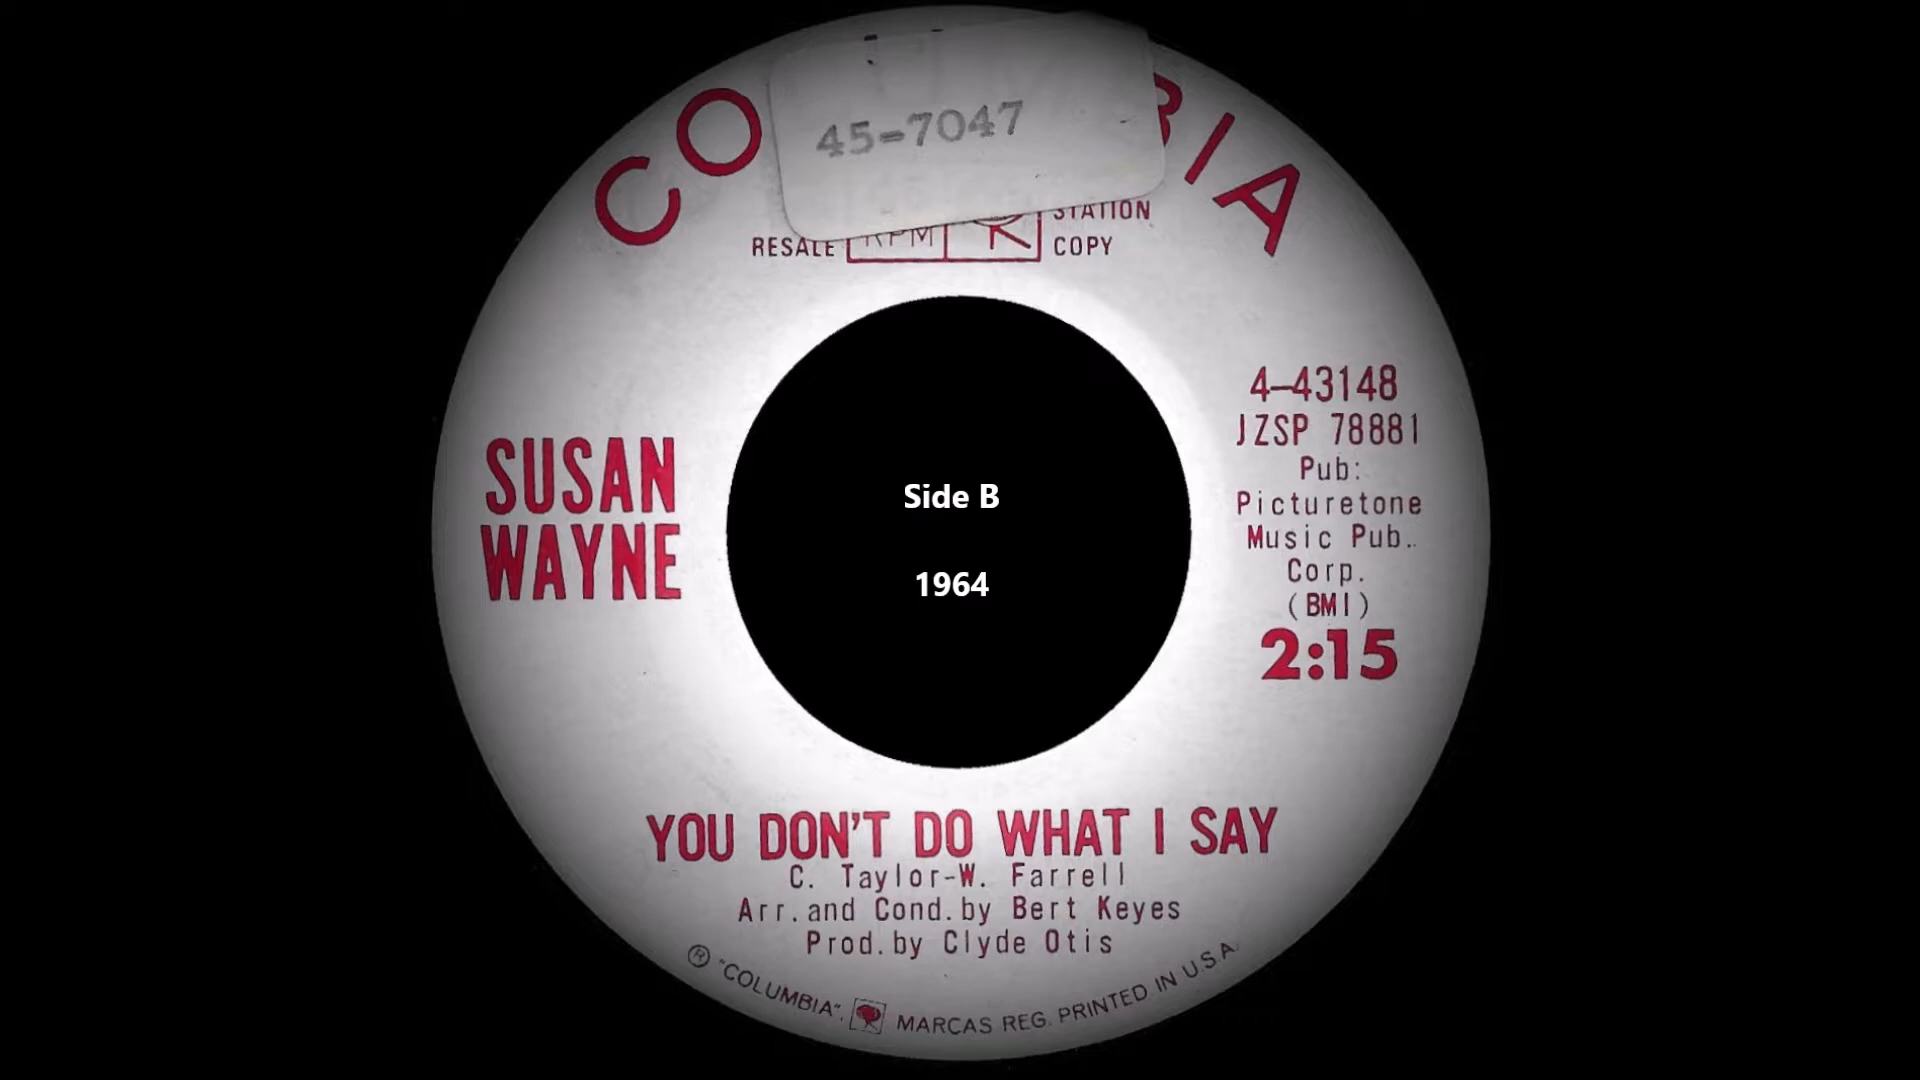 CO BIA
45-7047
RESALE RPM STATION
COPY
SUSAN
WAYNE
Side B
1964
4-43148
JZSP 78881
Pub:
Picturetone
Music Pub.
Corp.
(BMI)
2:15
YOU DON'T DO WHAT I SAY
C. Taylor-W. Farrell
Arr. and Cond. by Bert Keyes
Prod. by Clyde Otis
® "COLUMBIA", MARCAS REG. PRINTED IN U.S.A.